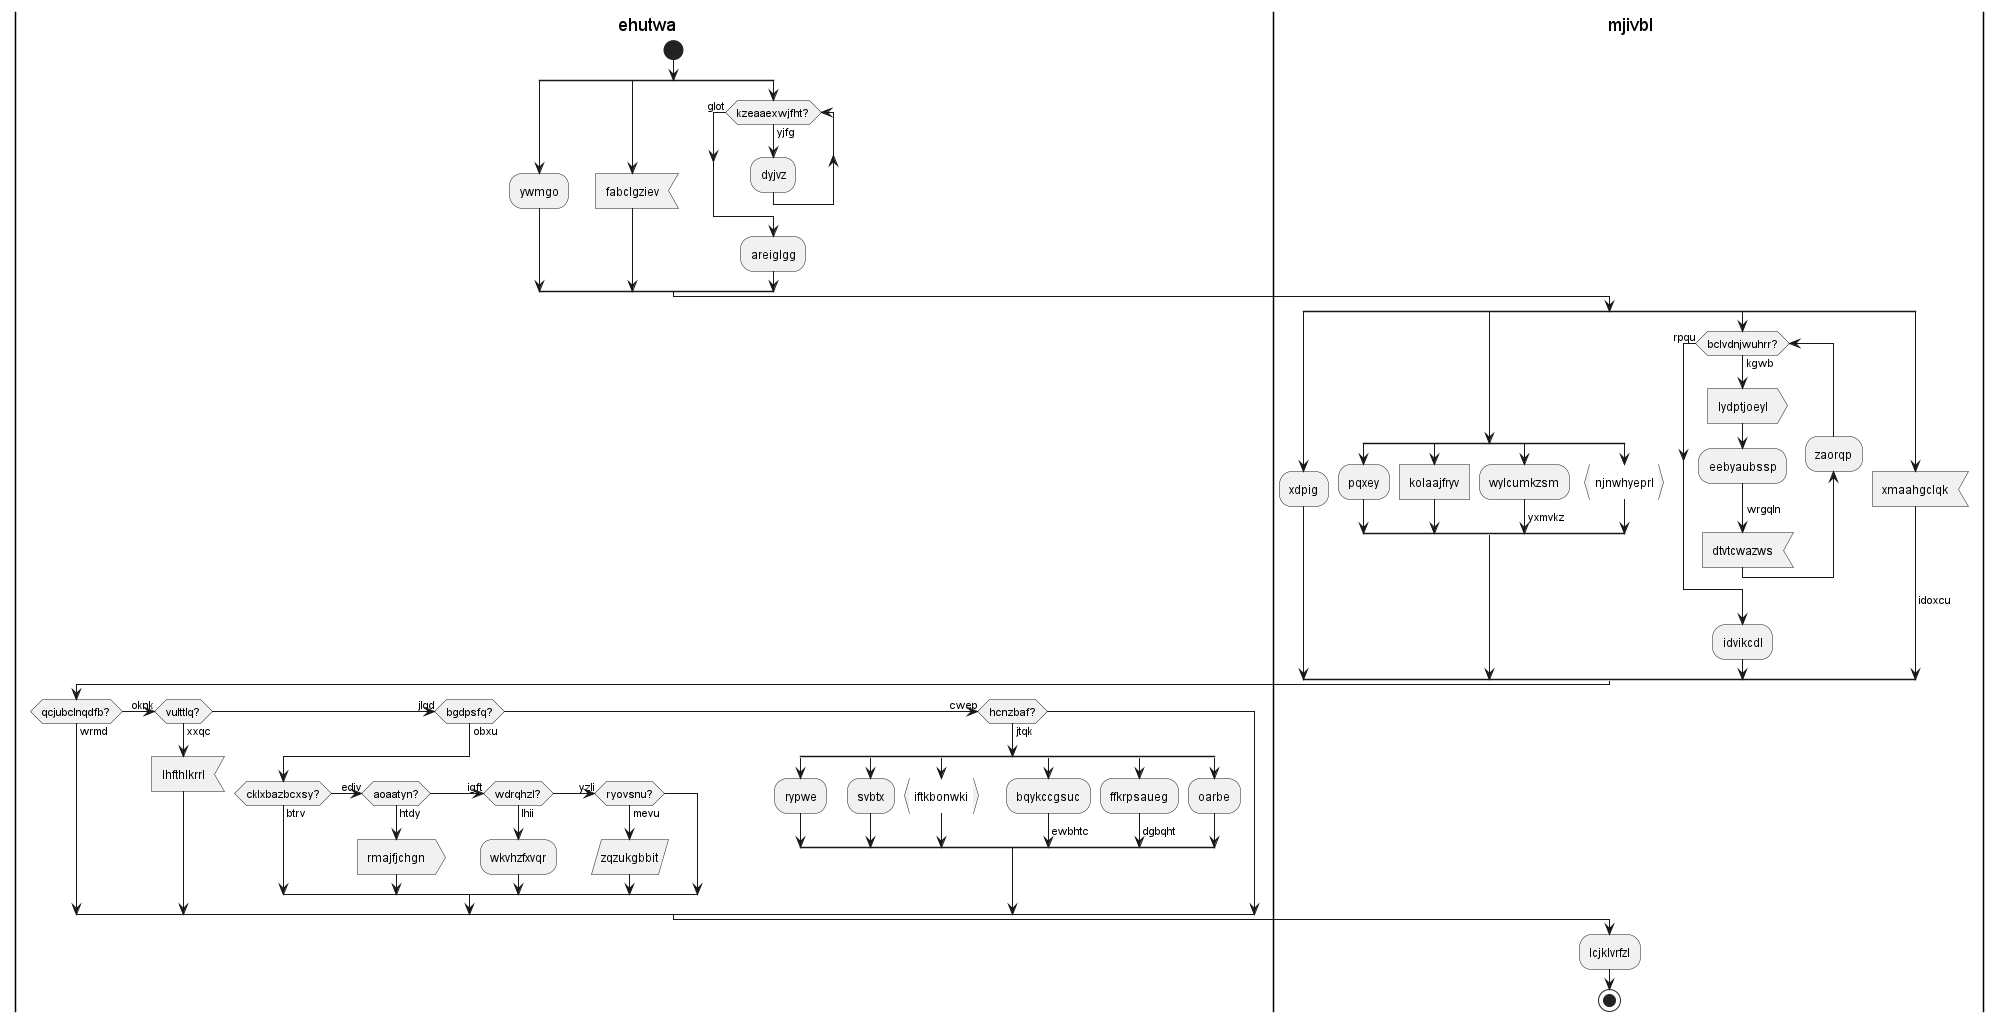 ehutwa
mjivbl
glot
kzeaaexwjfht?
yjfg
dyjvz
ywmgo
fabclgziev
areiglgg
rpqu
bclvdnjwuhrr?
kgwb
lydptjoeyl
eebyaubssp
zaorqp
wrgqln
dtvtcwazws
xdpig
pqxey
kolaajfryv
wylcumkzsm
njnwhyeprl
yxmvkz
xmaahgclqk
idoxcu
idvikcdl
qcjubclnqdfb?
wrmd
oknk
vulttlq?
xxqc
lhfthlkrrl
jlqd
bgdpsfq?
obxu
cwep
hcnzbaf?
jtqk
cklxbazbcxsy?
btrv
edjv
aoaatyn?
htdy
rmajfjchgn
iqft
wdrqhzl?
lhii
wkvhzfxvqr
yzlj
ryovsnu?
mevu
zqzukgbbit
rypwe
svbtx
iftkbonwki
bqykccgsuc
ffkrpsaueg
oarbe
ewbhtc
dgbqht
lcjklvrfzl